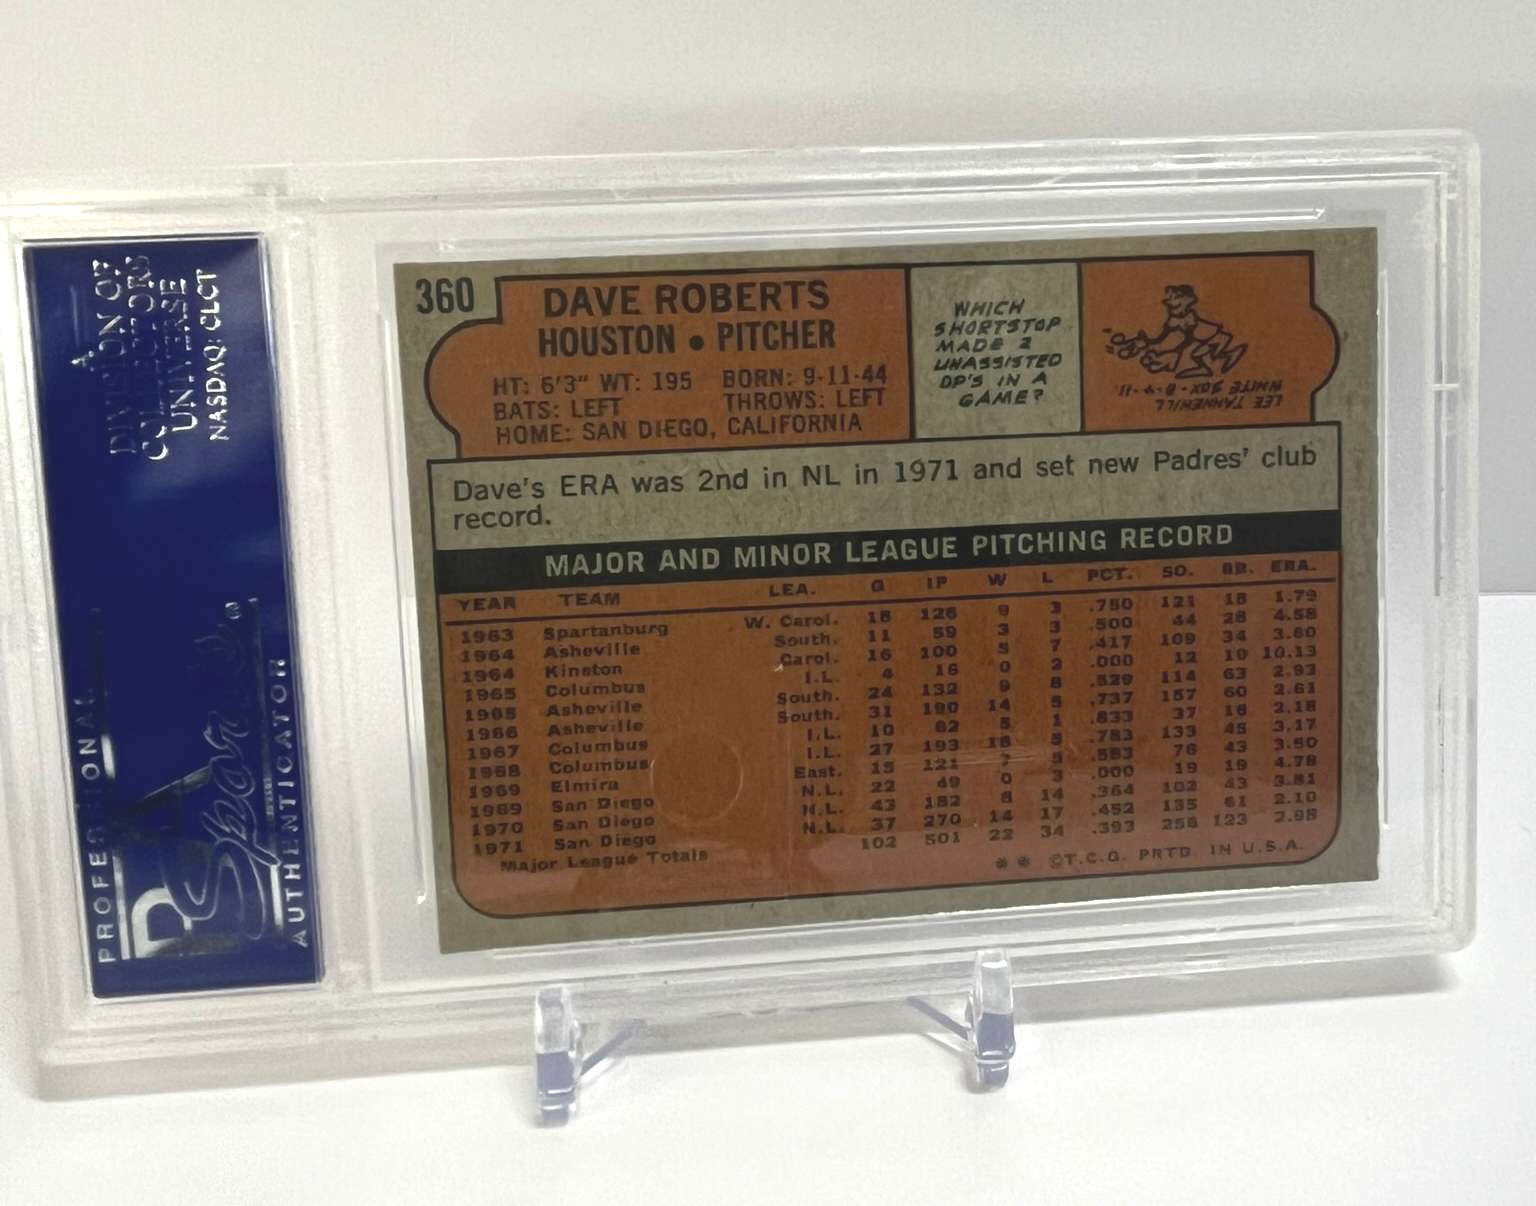 DIVISION OF
COLLECTORS
UNIVERSE
NASDAQ: CLCT
PROFESSIONAL
Sports
AUTHENTICATOR
360
DAVE ROBERTS
HOUSTON • PITCHER
HT: 6'3" WT: 195 BORN: 9-11-44
BATS: LEFT THROWS: LEFT
HOME: SAN DIEGO, CALIFORNIA
WHICH
SHORTSTOP
MADE 2
UNASSISTED
DP'S IN A
GAME?
LEE TANNEHILL
WHITE SOX - 8-4-11.
Dave's ERA was 2nd in NL in 1971 and set new Padres' club
record.
MAJOR AND MINOR LEAGUE PITCHING RECORD
YEAR TEAM LEA. G IP W L PCT. SO. BR. ERA.
1963 Spartanburg W. Carol. 18 126 9 3 .750 121 18 1.79
1964 Asheville South. 11 59 3 3 .500 44 28 4.58
1964 Kinston Carol. 16 100 5 7 .417 109 34 3.60
1965 Columbus I.L. 4 16 0 2 .000 12 10 10.13
1965 Asheville South. 24 132 9 8 .529 114 63 2.93
1966 Asheville South. 31 190 14 5 .737 157 60 2.61
1967 Columbus I.L. 10 62 5 1 .833 37 16 2.18
1968 Columbus I.L. 27 193 18 5 .783 133 45 3.17
1969 Elmira East. 15 121 7 5 .583 76 43 3.50
1969 San Diego N.L. 22 49 0 3 .000 19 19 4.78
1970 San Diego N.L. 43 182 8 14 .364 102 43 3.81
1971 San Diego N.L. 37 270 14 17 .452 135 61 2.10
Major League Totals 102 501 22 34 .393 256 123 2.98
** ©T.C.G. PRTD. IN U.S.A.